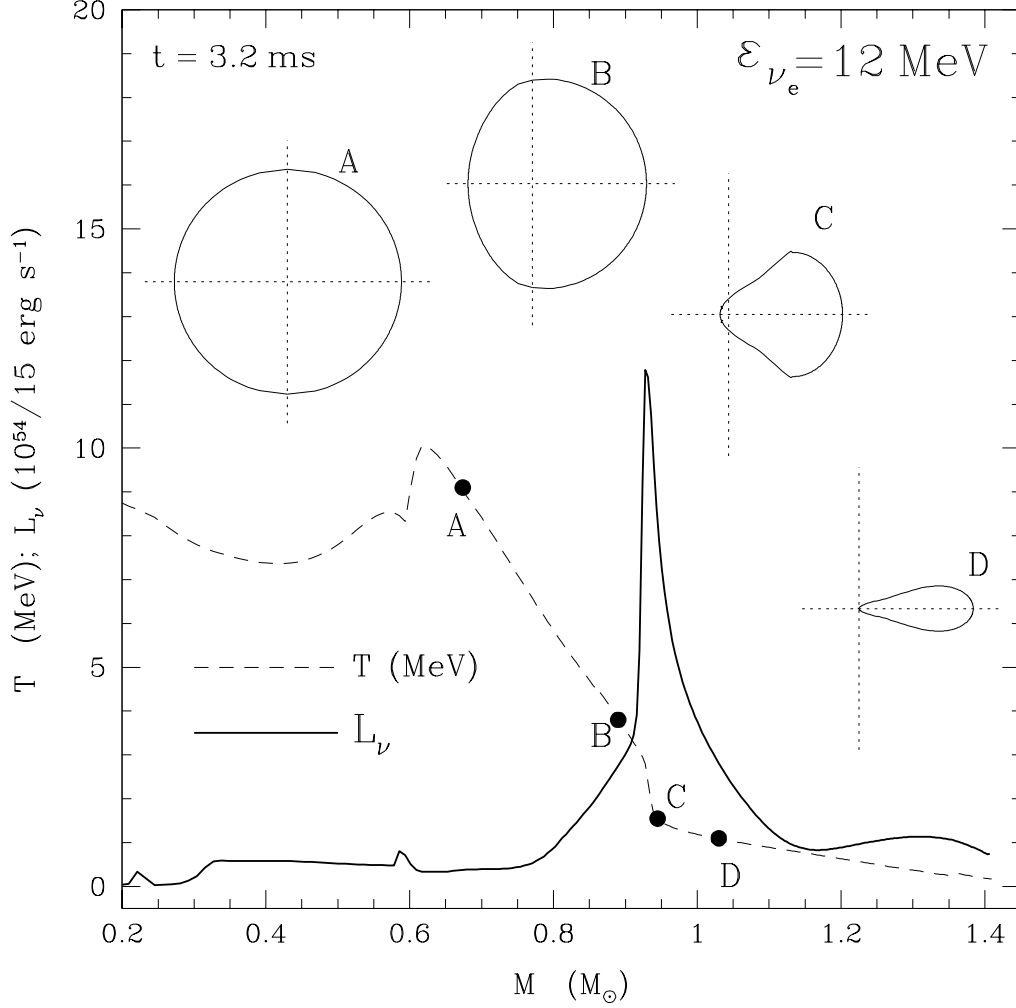 20
t = 3.2 ms
B
ℰ_{ν_e} = 12 MeV
A
C
15
10
A
D
T (MeV); L_ν (10^{54}/15 erg s^{−1})
5
T (MeV)
L_ν
B
C
D
0
0.2 0.4 0.6 0.8 1 1.2 1.4
M (M_⊙)